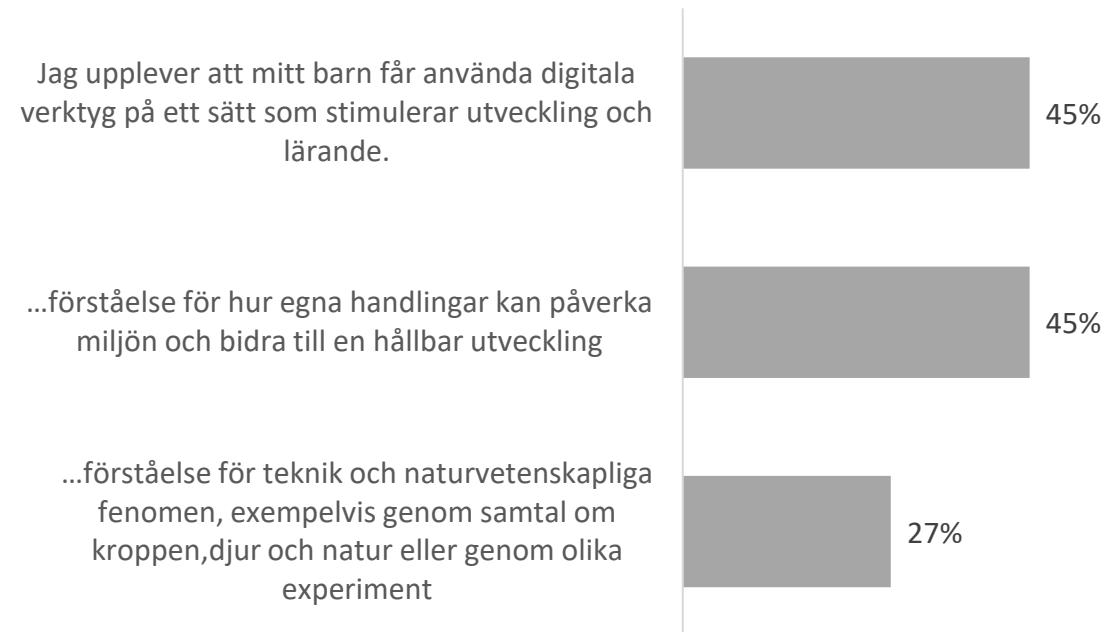 Jag upplever att mitt barn får använda digitala
verktyg på ett sätt som stimulerar utveckling och
lärande.
45%
...förståelse för hur egna handlingar kan påverka
miljön och bidra till en hållbar utveckling
45%
...förståelse för teknik och naturvetenskapliga
fenomen, exempelvis genom samtal om
kroppen,djur och natur eller genom olika
experiment
27%